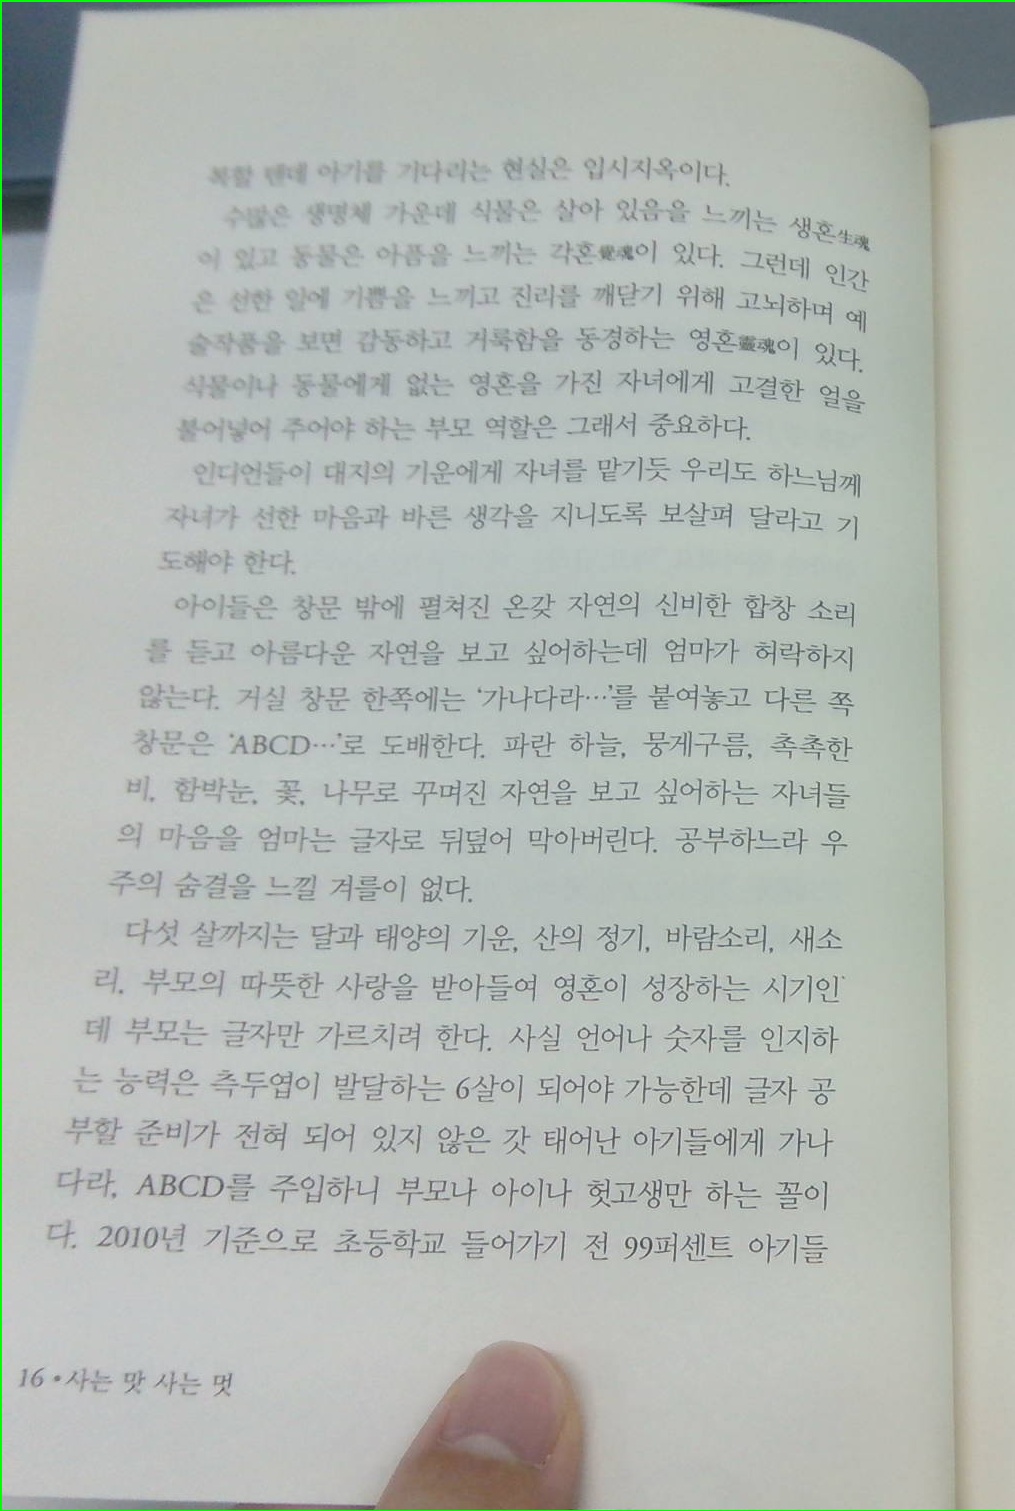 복할 텐데 아기를 기다리는 현실은 입시지옥이다.
수많은 생명체 가운데 식물은 살아 있음을 느끼는 생혼生魂
이 있고 동물은 아픔을 느끼는 각혼覺魂이 있다. 그런데 인간
은 선한 일에 기쁨을 느끼고 진리를 깨닫기 위해 고뇌하며 예
술작품을 보면 감동하고 거룩함을 동경하는 영혼靈魂이 있다.
식물이나 동물에게 없는 영혼을 가진 자녀에게 고결한 얼을
불어넣어 주어야 하는 부모 역할은 그래서 중요하다.
인디언들이 대지의 기운에게 자녀를 맡기듯 우리도 하느님께
자녀가 선한 마음과 바른 생각을 지니도록 보살펴 달라고 기
도해야 한다.
아이들은 창문 밖에 펼쳐진 온갖 자연의 신비한 합창 소리
를 듣고 아름다운 자연을 보고 싶어하는데 엄마가 허락하지
않는다. 거실 창문 한쪽에는 ‘가나다라…’를 붙여놓고 다른 쪽
창문은 ‘ABCD…’로 도배한다. 파란 하늘, 뭉게구름, 촉촉한
비, 함박눈, 꽃, 나무로 꾸며진 자연을 보고 싶어하는 자녀들
의 마음을 엄마는 글자로 뒤덮어 막아버린다. 공부하느라 우
주의 숨결을 느낄 겨를이 없다.
다섯 살까지는 달과 태양의 기운, 산의 정기, 바람소리, 새소
리, 부모의 따뜻한 사랑을 받아들여 영혼이 성장하는 시기인
데 부모는 글자만 가르치려 한다. 사실 언어나 숫자를 인지하
는 능력은 측두엽이 발달하는 6살이 되어야 가능한데 글자 공
부할 준비가 전혀 되어 있지 않은 갓 태어난 아기들에게 가나
다라, ABCD를 주입하니 부모나 아이나 헛고생만 하는 꼴이
다. 2010년 기준으로 초등학교 들어가기 전 99퍼센트 아기들
16 • 사는 맛 사는 멋